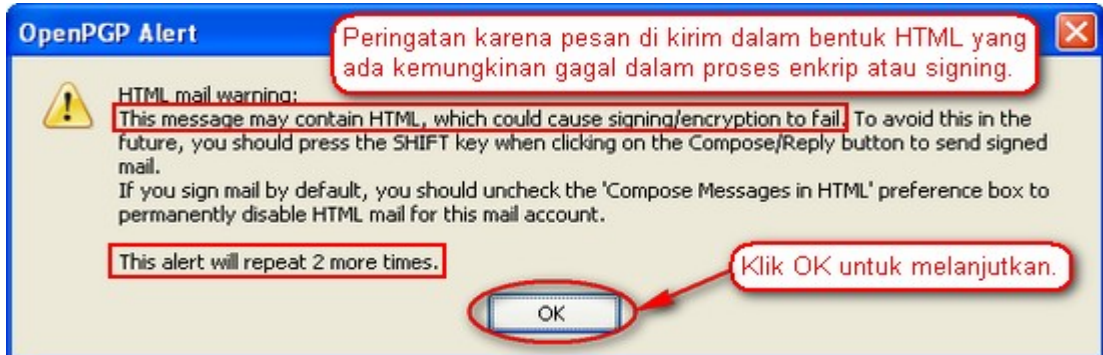 OpenPGP Alert
Peringatan karena pesan di kirim dalam bentuk HTML yang
ada kemungkinan gagal dalam proses enkrip atau signing.
HTML mail warning:
This message may contain HTML, which could cause signing/encryption to fail. To avoid this in the
future, you should press the SHIFT key when clicking on the Compose/Reply button to send signed
mail.
If you sign mail by default, you should uncheck the 'Compose Messages in HTML' preference box to
permanently disable HTML mail for this mail account.
This alert will repeat 2 more times.
Klik OK untuk melanjutkan.
OK